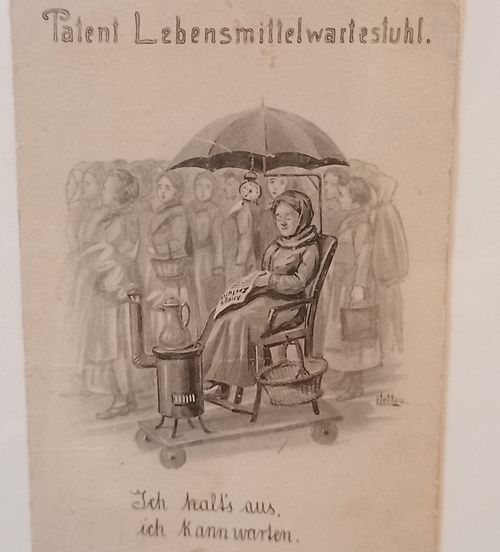 Patent Lebensmittelwartestuhl.
Ich halt's aus,
ich kann warten.